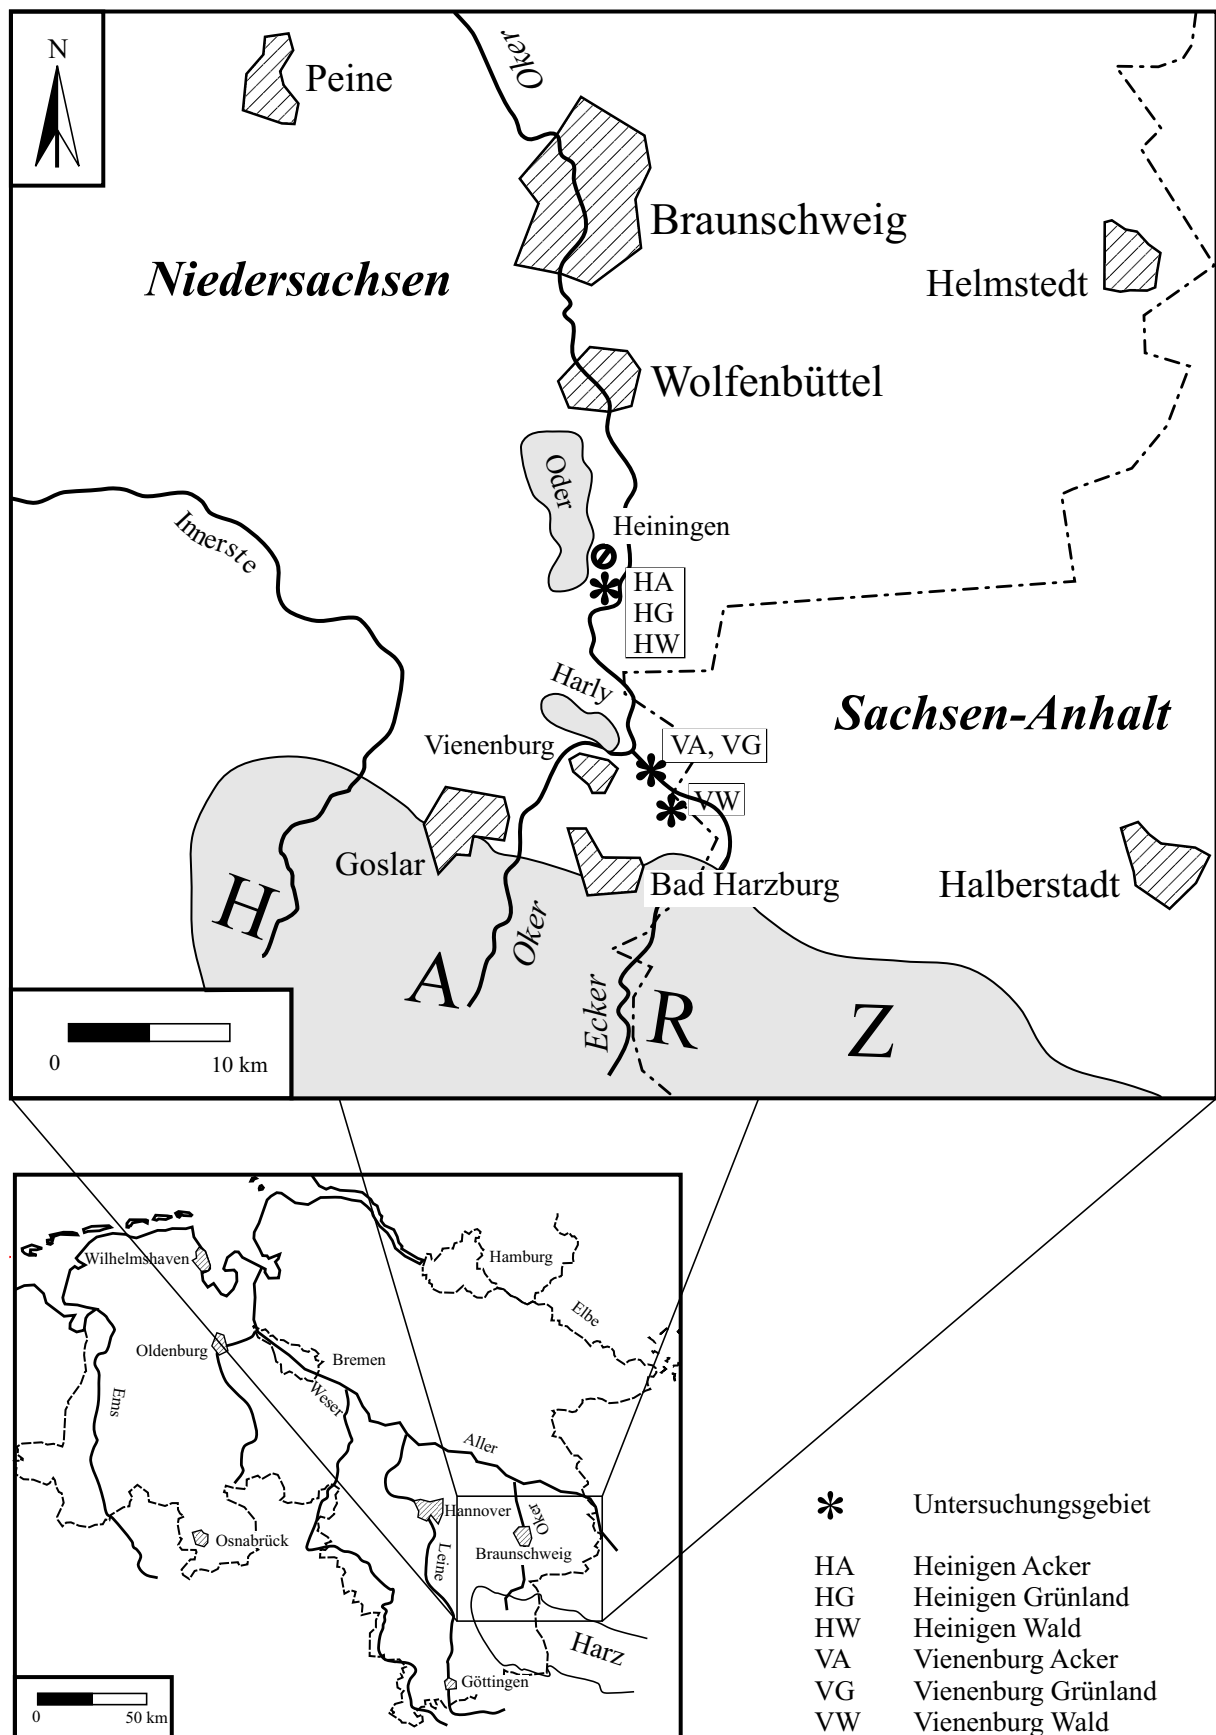 N
Peine
Oker
Braunschweig
Niedersachsen
Helmstedt
Wolfenbüttel
Oder
Innerste
Heiningen
HA
HG
HW
Harly
Sachsen-Anhalt
Vienenburg
VA, VG
VW
Goslar
Bad Harzburg
Halberstadt
H
A
R
Z
Oker
Ecker
0
10 km
Wilhelmshaven
Hamburg
Elbe
Oldenburg
Bremen
Ems
Weser
Aller
Hannover
Oker
Osnabrück
Braunschweig
Leine
Harz
Göttingen
0
50 km
Untersuchungsgebiet
HA Heinigen Acker
HG Heinigen Grünland
HW Heinigen Wald
VA Vienenburg Acker
VG Vienenburg Grünland
VW Vienenburg Wald